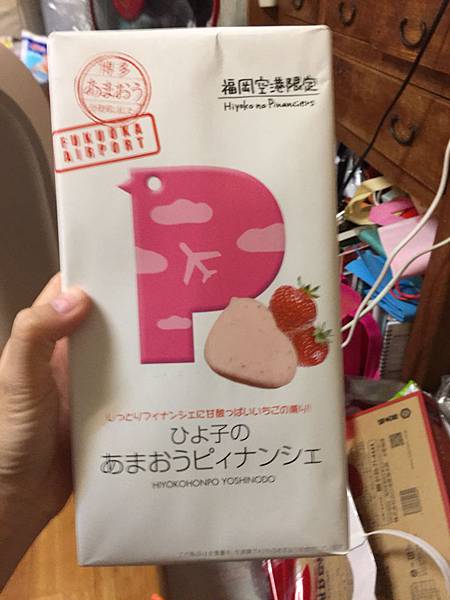 博多
あまおう
福岡空港限定
Hiyoko no Pinanciers
FUKUOKA
AIRPORT
P
しっとりフィナンシェに甘酸っぱいいちごの薫り!!
ひよ子の
あまおうピィナンシェ
HIYOKOHONPO YOSHINODO